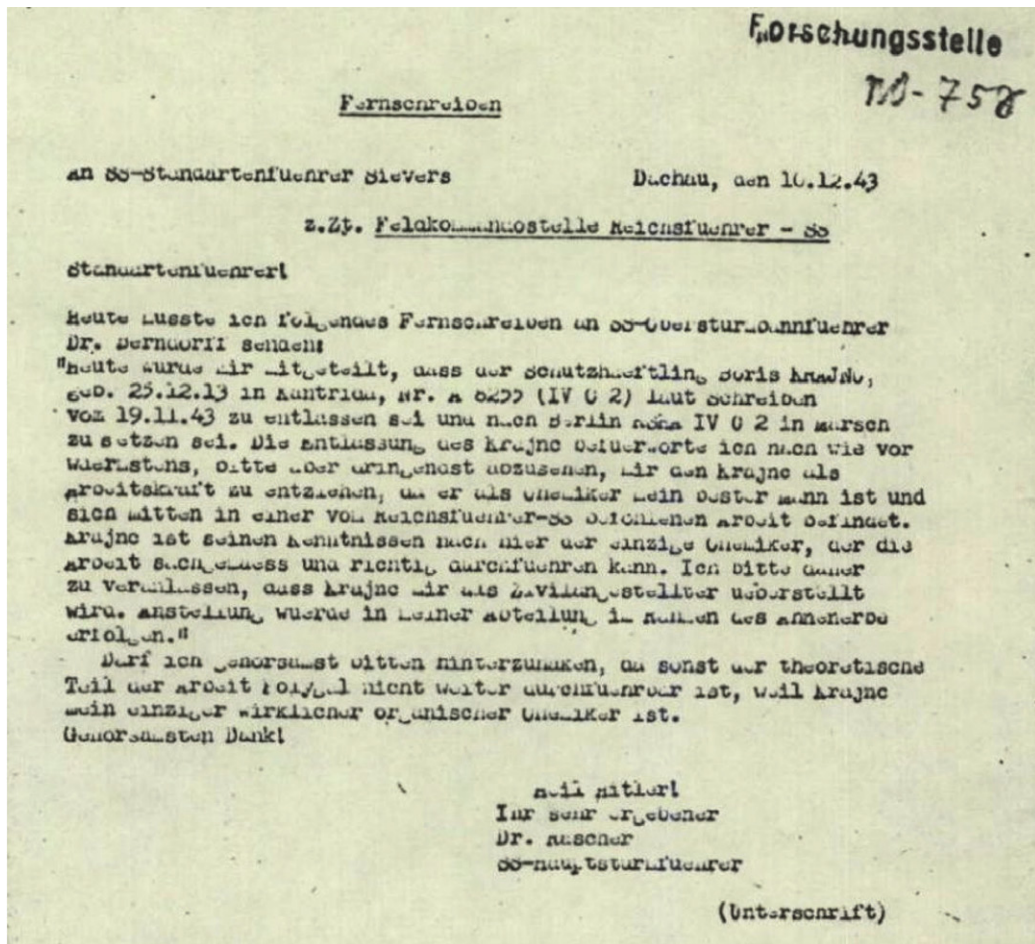 Forschungsstelle
NO-758
Fernschreiben
An SS-Standartenfuehrer Sievers Dachau, den 10.12.43
z.Zt. Feldkommandostelle Reichsfuehrer - SS
Standartenfuehrer!
Heute musste ich folgendes Fernschreiben an SS-Obersturmbannfuehrer
Dr. Berndorff senden:
"Heute wurde mir mitgeteilt, dass der Schutzhaeftling Boris Krajnc,
geb. 25.12.13 in Kantrida, Nr. (IV C 2) laut Schreiben
vom 19.11.43 zu entlassen sei und nach Berlin IV C 2 in Marsch
zu setzen sei. Die Entlassung des Krajnc befuerworte ich nach wie vor
waermstens, bitte aber dringendst abzusehen, mir den Krajnc als
Arbeitskraft zu entziehen, da er als Chemiker mein bester Mann ist und
sich mitten in einer vom Reichsfuehrer-SS befohlenen Arbeit befindet.
Krajnc ist seinen Kenntnissen nach hier der einzige Chemiker, der die
Arbeit sachgemaess und richtig durchfuehren kann. Ich bitte daher
zu veranlassen, dass Krajnc mir als Zivilangestellter ueberstellt
wird. Anstellung wuerde in meiner Abteilung im Rahmen des Ahnenerbe
erfolgen."
Darf ich gehorsamst bitten hinterzuhaken, da sonst der theoretische
Teil der Arbeit Polygal nicht weiter durchfuehrbar ist, weil Krajnc
mein einziger wirklicher organischer Chemiker ist.
Gehorsamsten Dank!
Heil Hitler!
Ihr sehr ergebener
Dr. Rascher
SS-Hauptsturmfuehrer
(Unterschrift)